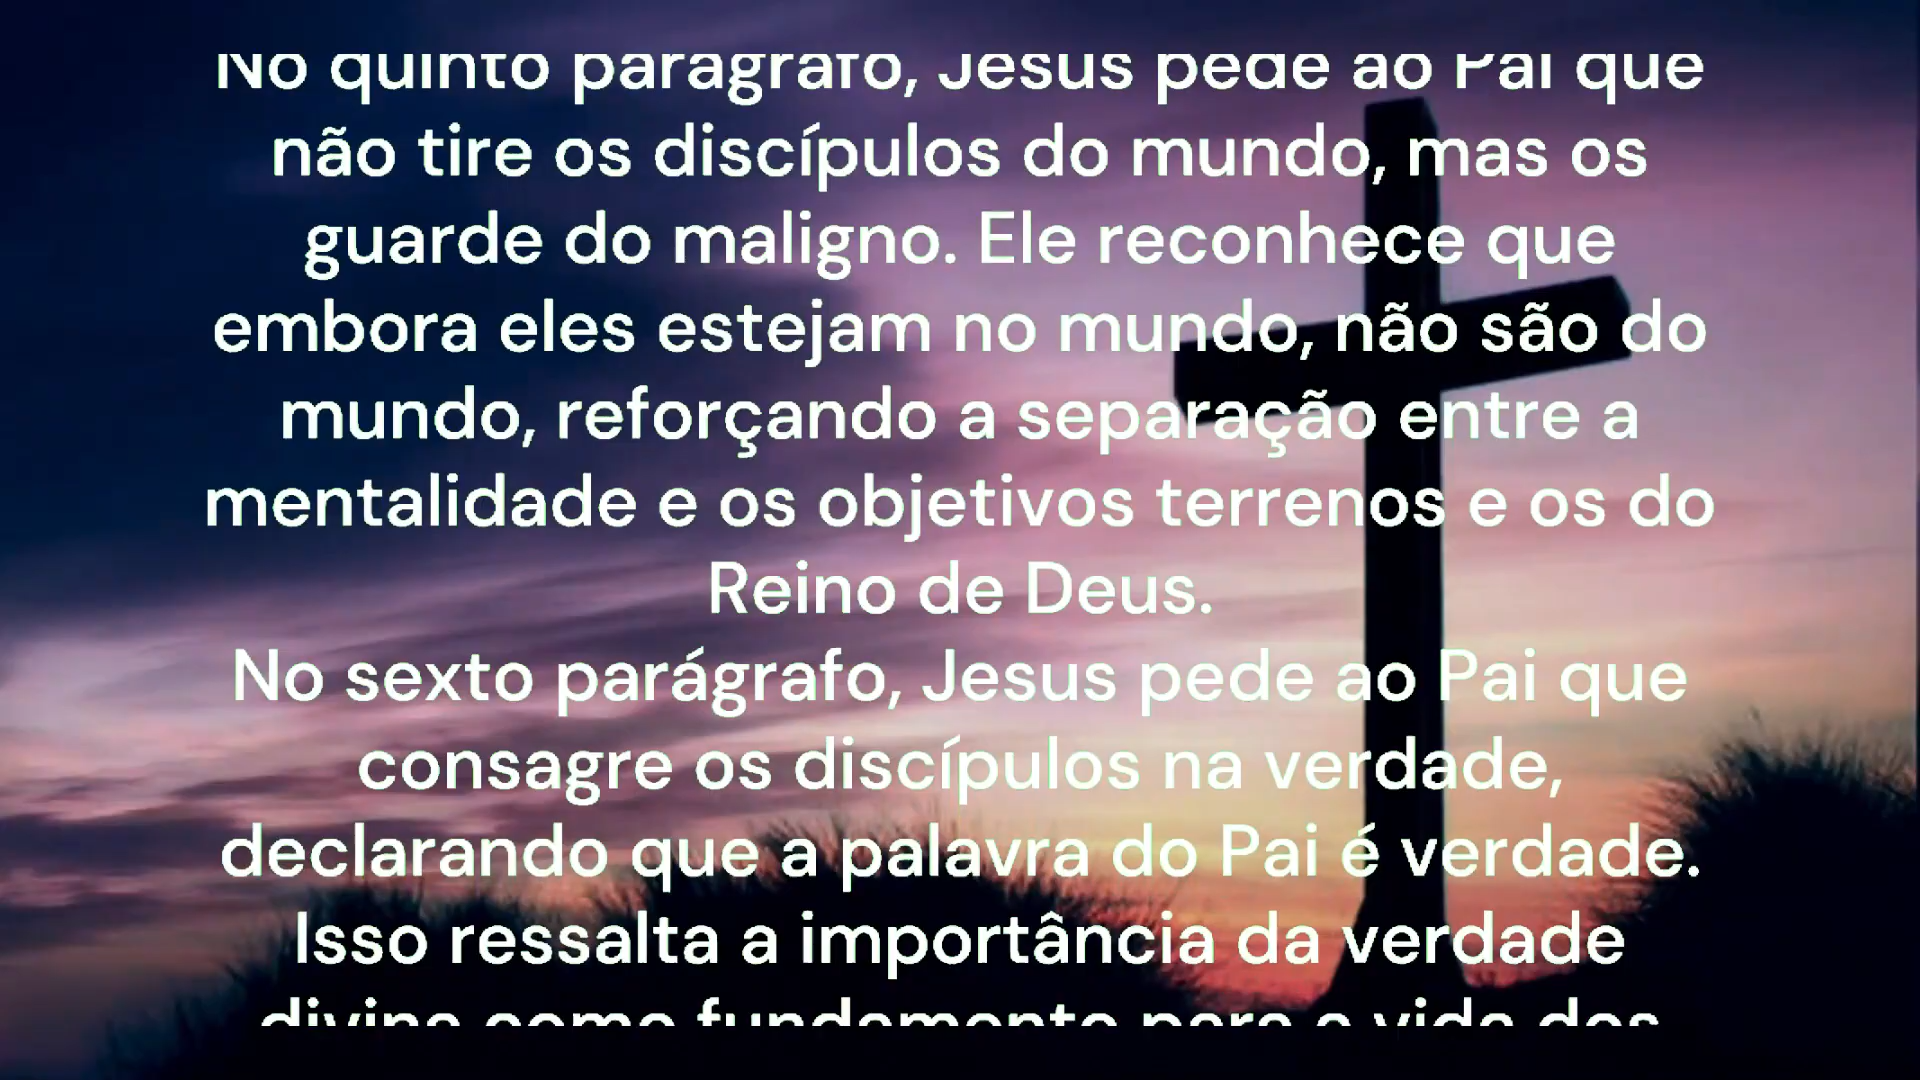 No quinto parágrafo, Jesus pede ao Pai que
não tire os discípulos do mundo, mas os
guarde do maligno. Ele reconhece que
embora eles estejam no mundo, não são do
mundo, reforçando a separação entre a
mentalidade e os objetivos terrenos e os do
Reino de Deus.
No sexto parágrafo, Jesus pede ao Pai que
consagre os discípulos na verdade,
declarando que a palavra do Pai é verdade.
Isso ressalta a importância da verdade
divina como fundamento para a vida dos